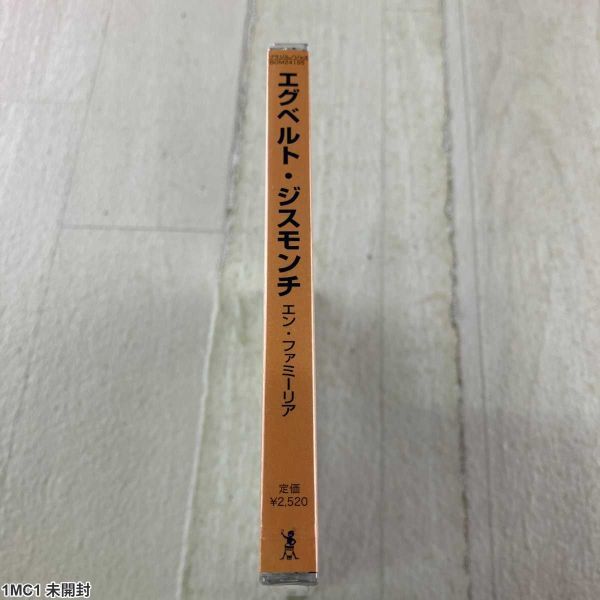 BOM24155
エグベルト・ジスモンチ
エン・ファミーリア
定価
¥2,520
1MC1 未開封